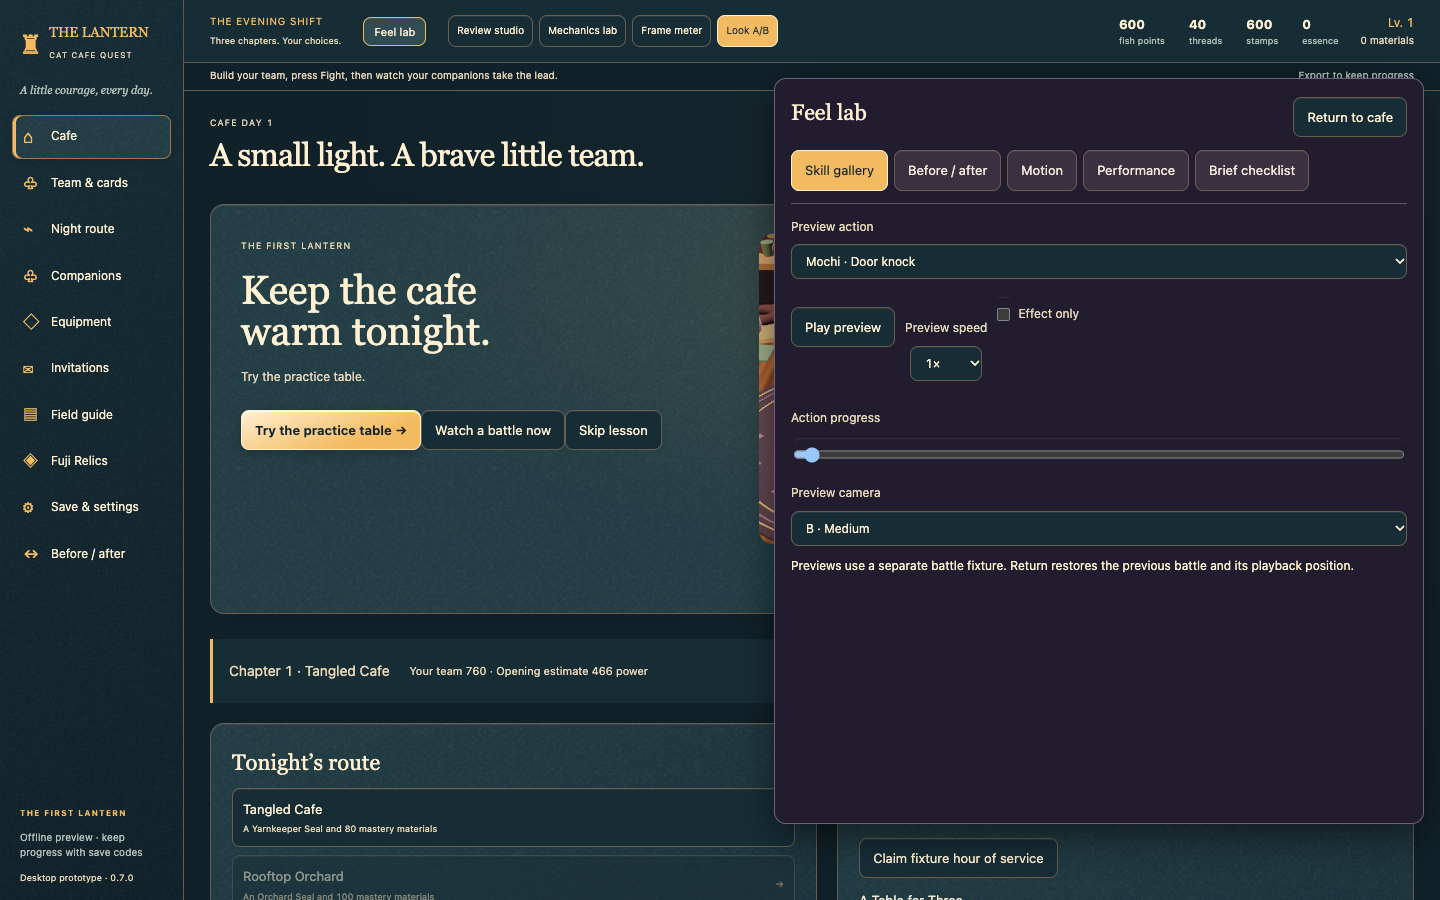 THE LANTERN
CAT CAFE QUEST
A little courage, every day.
Cafe
Team & cards
Night route
Companions
Equipment
Invitations
Field guide
Fuji Relics
Save & settings
Before / after
THE FIRST LANTERN
Offline preview · keep
progress with save codes
Desktop prototype · 0.7.0
THE EVENING SHIFT
Three chapters. Your choices.
Feel lab
Review studio
Mechanics lab
Frame meter
Look A/B
600 fish points
40 threads
600 stamps
0 essence
Lv. 1
0 materials
Build your team, press Fight, then watch your companions take the lead.
Export to keep progress
CAFE DAY 1
A small light. A brave little team.
THE FIRST LANTERN
Keep the cafe
warm tonight.
Try the practice table.
Try the practice table →
Watch a battle now
Skip lesson
Chapter 1 · Tangled Cafe
Your team 760 · Opening estimate 466 power
Tonight's route
Tangled Cafe
A Yarnkeeper Seal and 80 mastery materials
Rooftop Orchard →
An Orchard Seal and 100 mastery materials
Feel lab
Return to cafe
Skill gallery
Before / after
Motion
Performance
Brief checklist
Preview action
Mochi · Door knock
Play preview
Preview speed
1×
Effect only
Action progress
Preview camera
B · Medium
Previews use a separate battle fixture. Return restores the previous battle and its playback position.
Claim fixture hour of service
A Table for Three